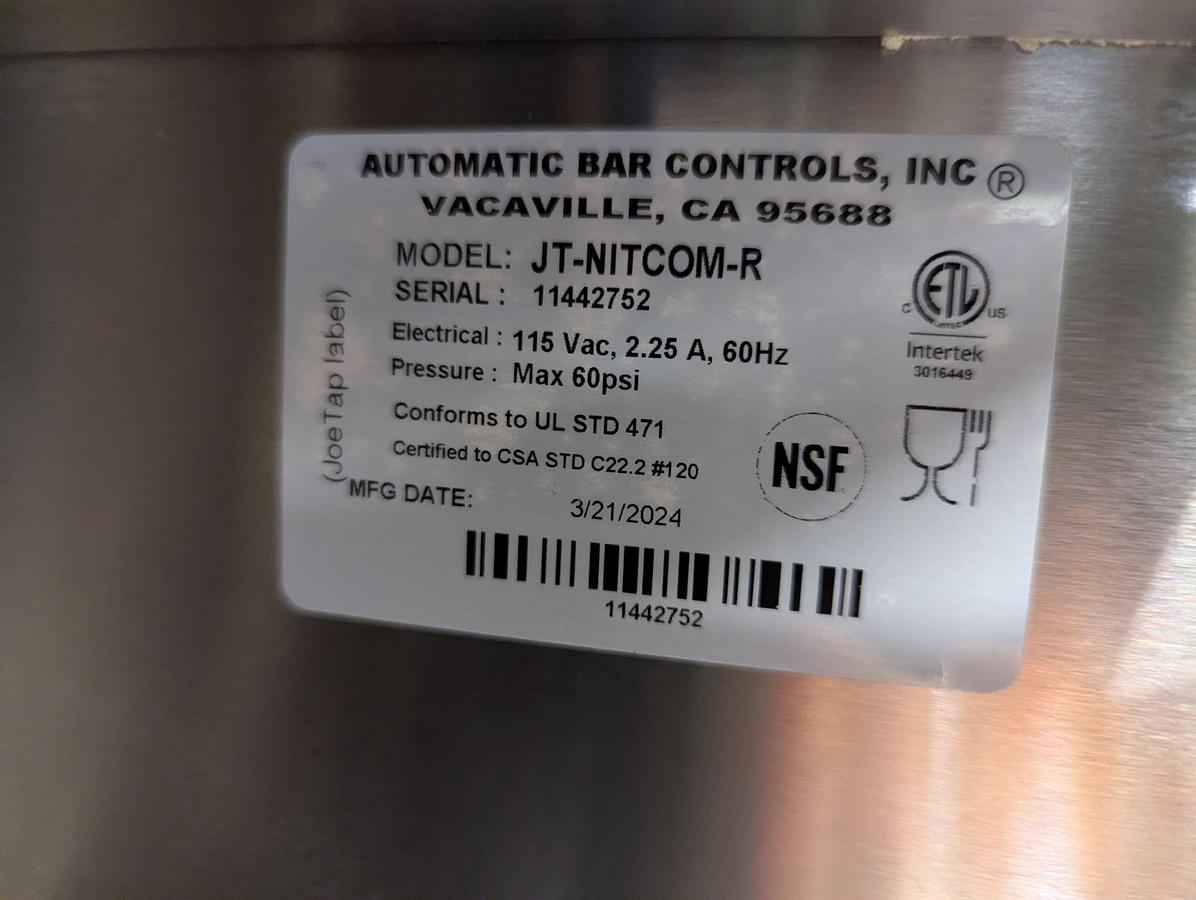 AUTOMATIC BAR CONTROLS, INC ®
VACAVILLE, CA 95688
MODEL: JT-NITCOM-R
SERIAL : 11442752
Electrical : 115 Vac, 2.25 A, 60Hz
Pressure : Max 60psi
Conforms to UL STD 471
Certified to CSA STD C22.2 #120
MFG DATE: 3/21/2024
11442752
(JoeTap label)
C ETL US
LISTED
Intertek
3016449
NSF